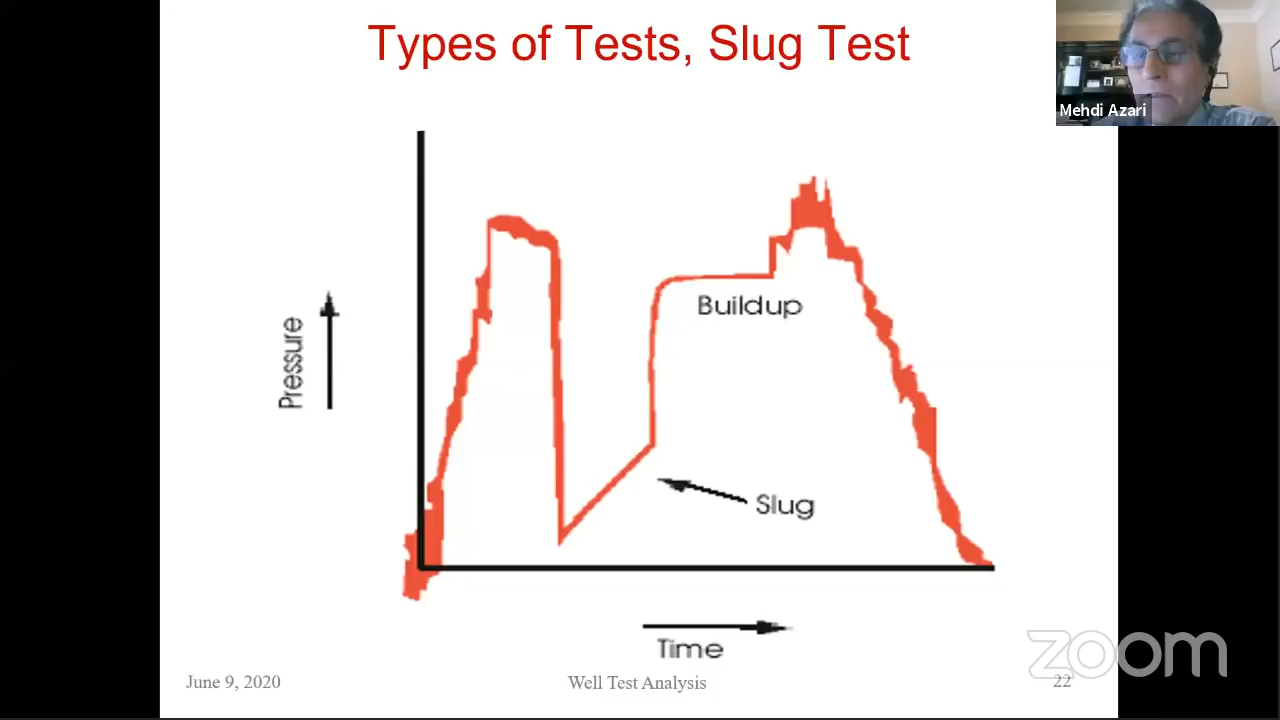 Types of Tests, Slug Test
Mehdi Azari
Pressure
Buildup
Slug
Time
June 9, 2020
Well Test Analysis
22
zoom